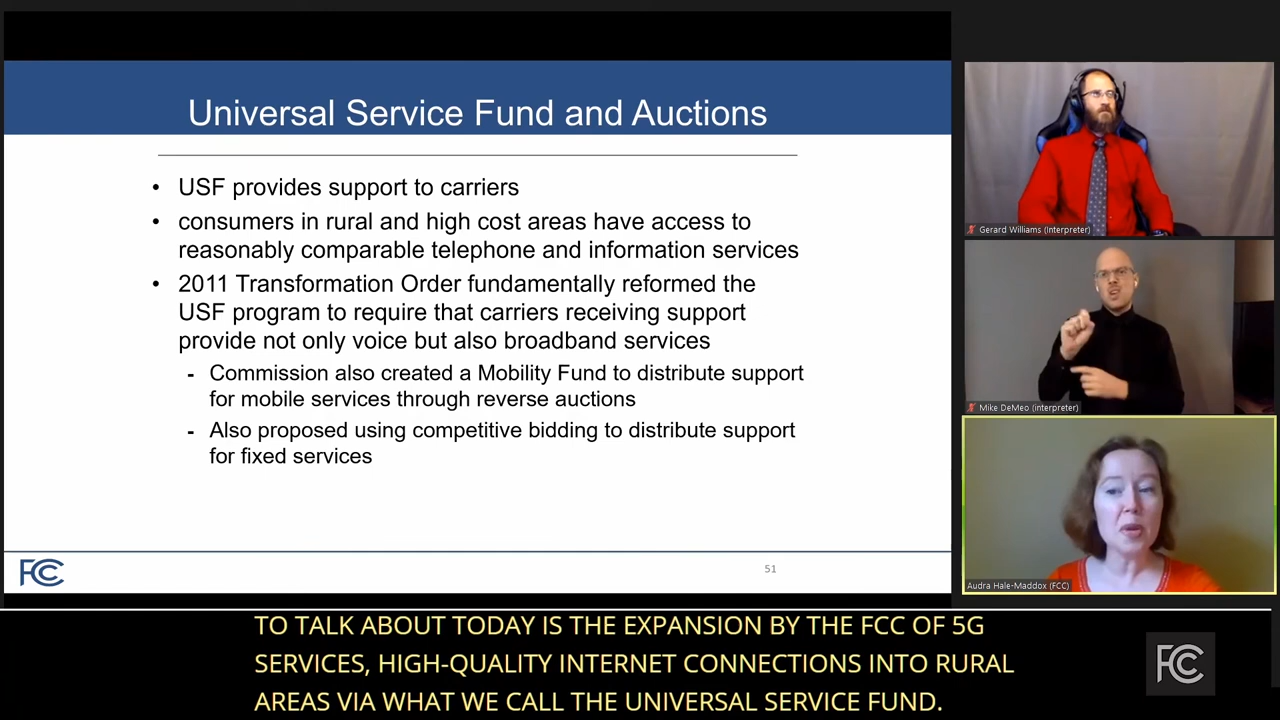 Universal Service Fund and Auctions
• USF provides support to carriers
• consumers in rural and high cost areas have access to
reasonably comparable telephone and information services
• 2011 Transformation Order fundamentally reformed the
USF program to require that carriers receiving support
provide not only voice but also broadband services
- Commission also created a Mobility Fund to distribute support
for mobile services through reverse auctions
- Also proposed using competitive bidding to distribute support
for fixed services
FCC
51
Gerard Williams (Interpreter)
Mike DeMeo (interpreter)
Audra Hale-Maddox (FCC)
TO TALK ABOUT TODAY IS THE EXPANSION BY THE FCC OF 5G
SERVICES, HIGH-QUALITY INTERNET CONNECTIONS INTO RURAL
AREAS VIA WHAT WE CALL THE UNIVERSAL SERVICE FUND.
FCC